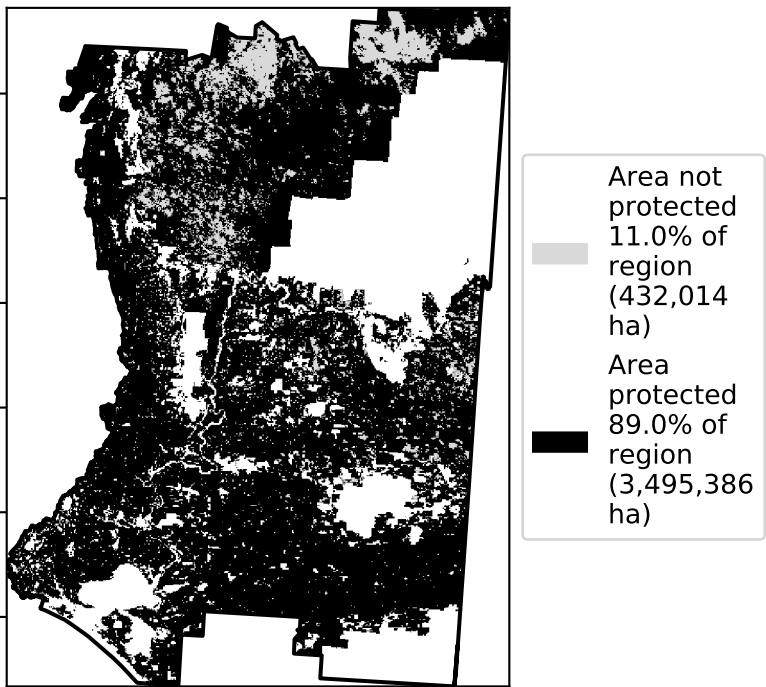 Area not
protected
11.0% of
region
(432,014
ha)
Area
protected
89.0% of
region
(3,495,386
ha)